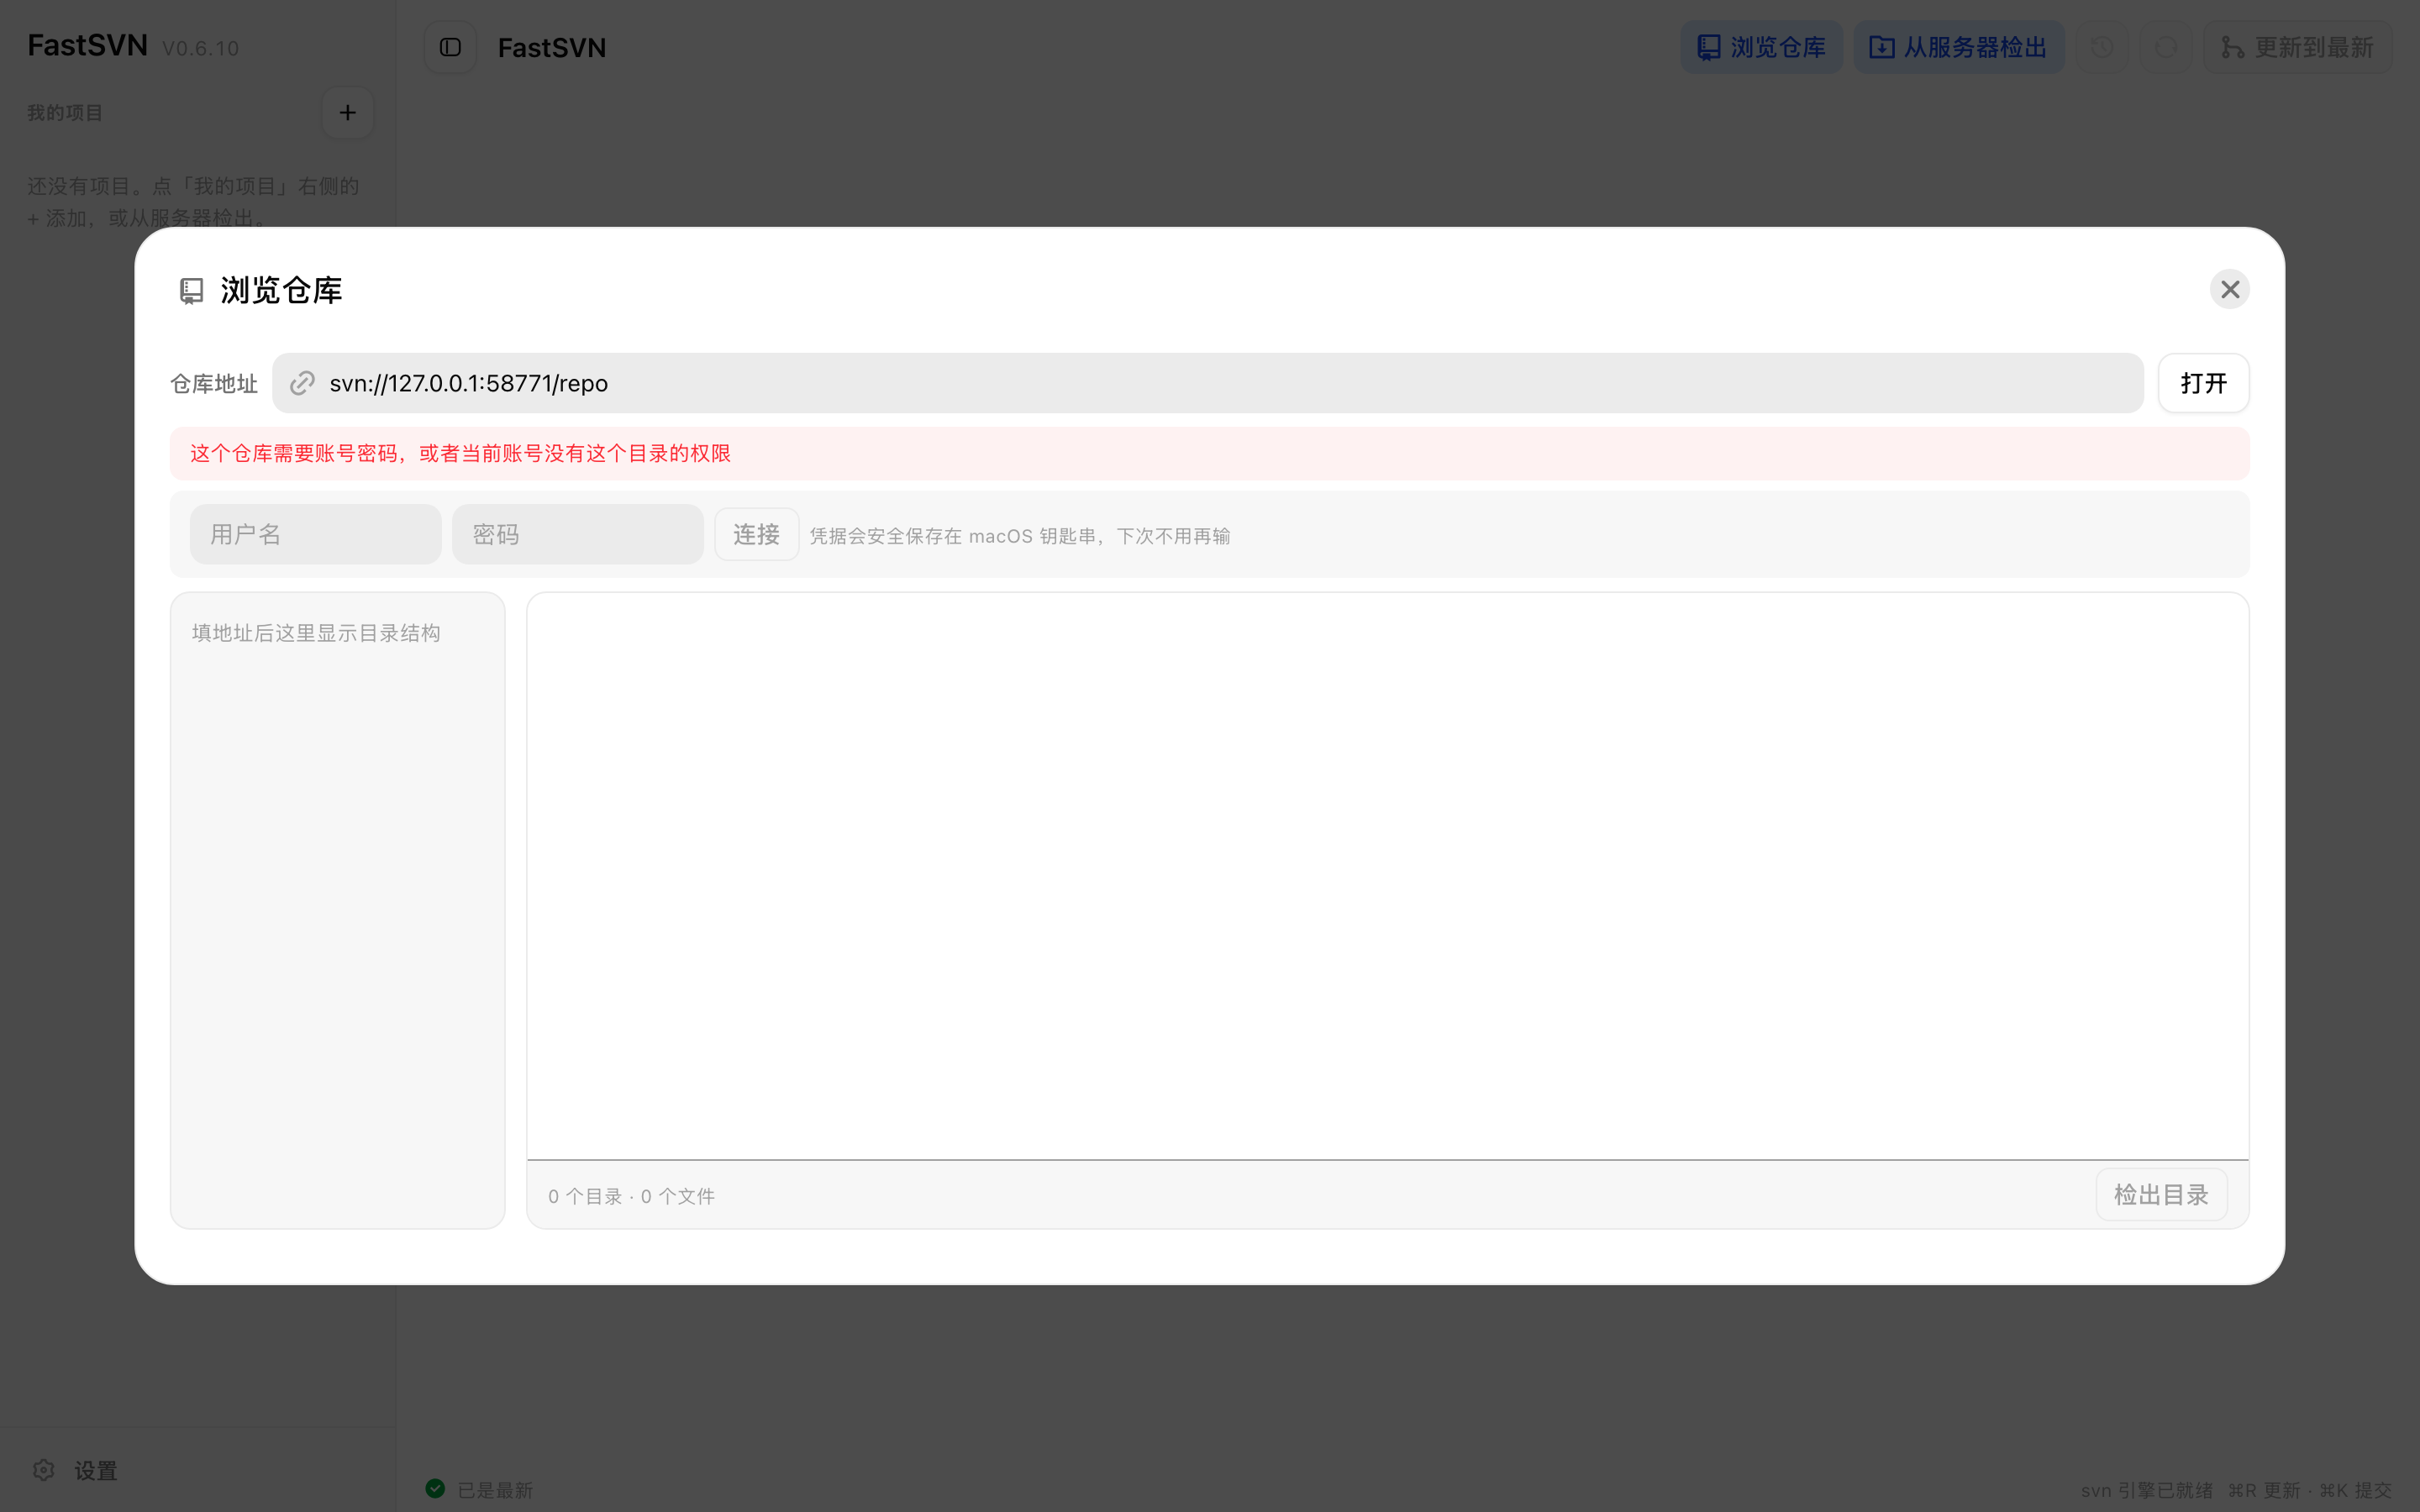 FastSVN V0.6.10
FastSVN
浏览仓库
从服务器检出
更新到最新
我的项目
还没有项目。点「我的项目」右侧的
+ 添加，或从服务器检出。
浏览仓库
仓库地址
svn://127.0.0.1:58771/repo
打开
这个仓库需要账号密码，或者当前账号没有这个目录的权限
用户名
密码
连接
凭据会安全保存在 macOS 钥匙串，下次不用再输
填地址后这里显示目录结构
0 个目录 · 0 个文件
检出目录
设置
已是最新
svn 引擎已就绪 ⌘R 更新 · ⌘K 提交